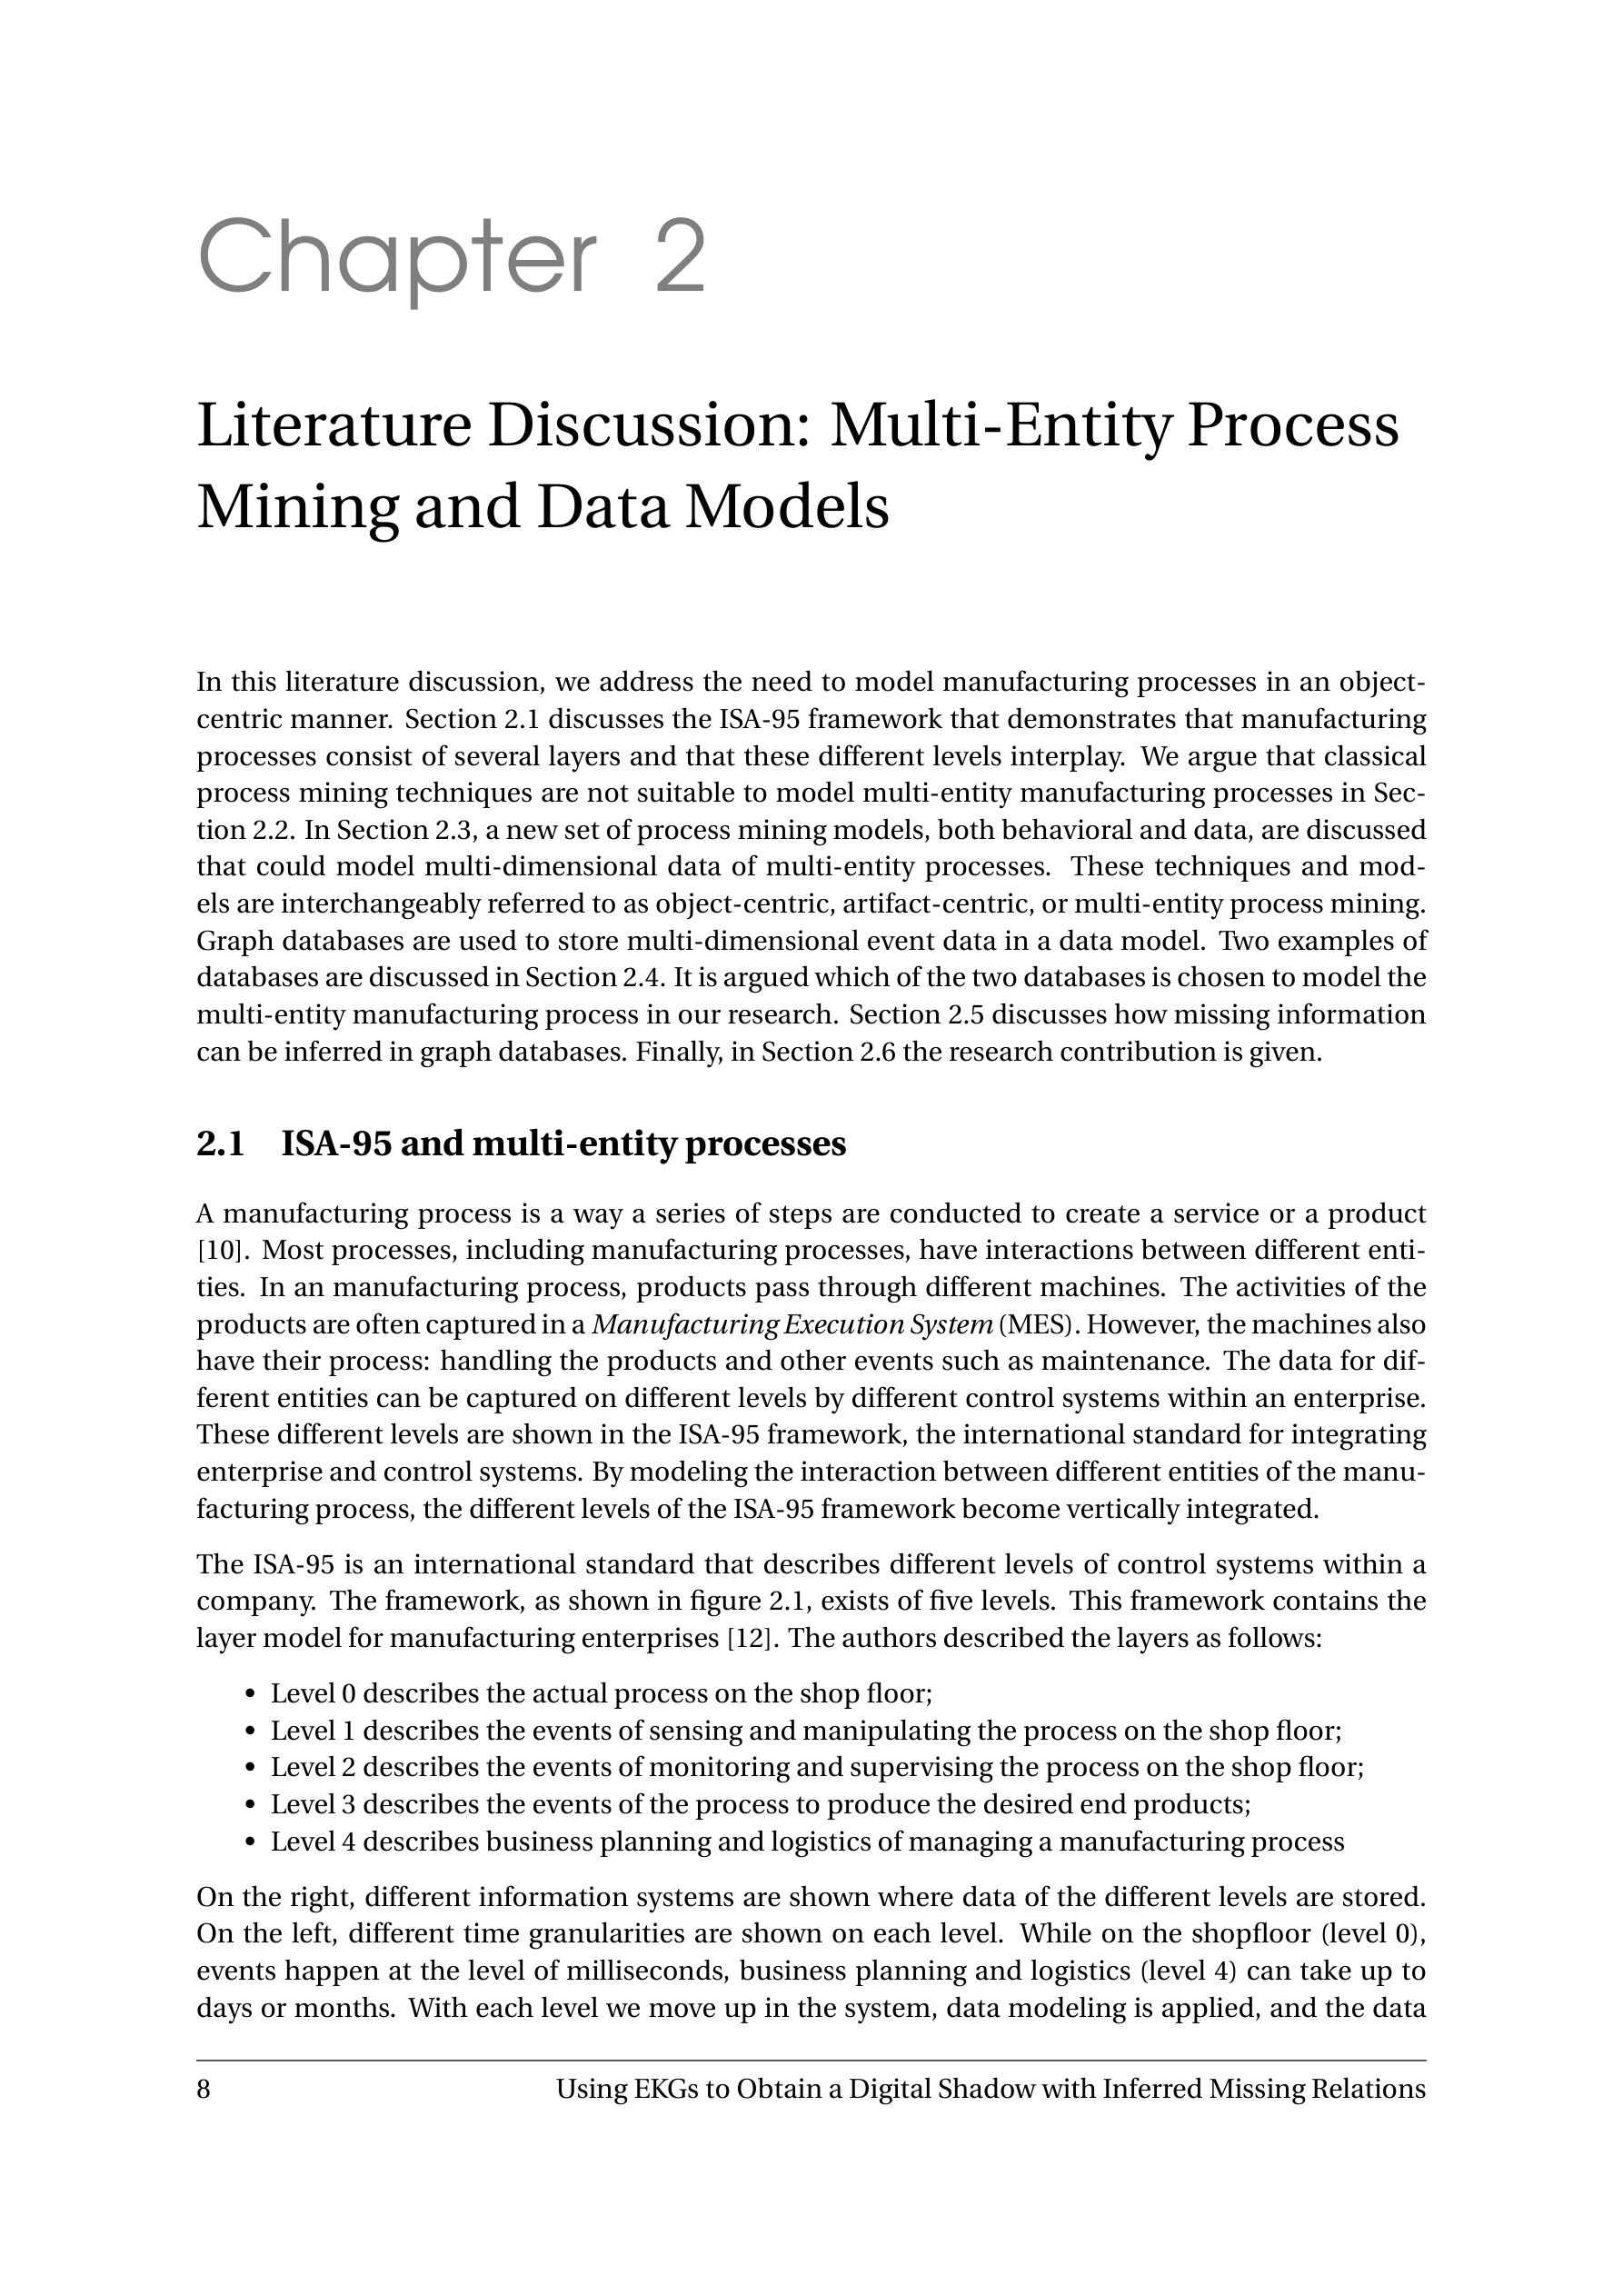 Chapter 2
Literature Discussion: Multi-Entity Process
Mining and Data Models
In this literature discussion, we address the need to model manufacturing processes in an object-
centric manner. Section 2.1 discusses the ISA-95 framework that demonstrates that manufacturing
processes consist of several layers and that these different levels interplay. We argue that classical
process mining techniques are not suitable to model multi-entity manufacturing processes in Sec-
tion 2.2. In Section 2.3, a new set of process mining models, both behavioral and data, are discussed
that could model multi-dimensional data of multi-entity processes. These techniques and mod-
els are interchangeably referred to as object-centric, artifact-centric, or multi-entity process mining.
Graph databases are used to store multi-dimensional event data in a data model. Two examples of
databases are discussed in Section 2.4. It is argued which of the two databases is chosen to model the
multi-entity manufacturing process in our research. Section 2.5 discusses how missing information
can be inferred in graph databases. Finally, in Section 2.6 the research contribution is given.
2.1 ISA-95 and multi-entity processes
A manufacturing process is a way a series of steps are conducted to create a service or a product
[10]. Most processes, including manufacturing processes, have interactions between different enti-
ties. In an manufacturing process, products pass through different machines. The activities of the
products are often captured in a Manufacturing Execution System (MES). However, the machines also
have their process: handling the products and other events such as maintenance. The data for dif-
ferent entities can be captured on different levels by different control systems within an enterprise.
These different levels are shown in the ISA-95 framework, the international standard for integrating
enterprise and control systems. By modeling the interaction between different entities of the manu-
facturing process, the different levels of the ISA-95 framework become vertically integrated.
The ISA-95 is an international standard that describes different levels of control systems within a
company. The framework, as shown in figure 2.1, exists of five levels. This framework contains the
layer model for manufacturing enterprises [12]. The authors described the layers as follows:
• Level 0 describes the actual process on the shop floor;
• Level 1 describes the events of sensing and manipulating the process on the shop floor;
• Level 2 describes the events of monitoring and supervising the process on the shop floor;
• Level 3 describes the events of the process to produce the desired end products;
• Level 4 describes business planning and logistics of managing a manufacturing process
On the right, different information systems are shown where data of the different levels are stored.
On the left, different time granularities are shown on each level. While on the shopfloor (level 0),
events happen at the level of milliseconds, business planning and logistics (level 4) can take up to
days or months. With each level we move up in the system, data modeling is applied, and the data
8 Using EKGs to Obtain a Digital Shadow with Inferred Missing Relations